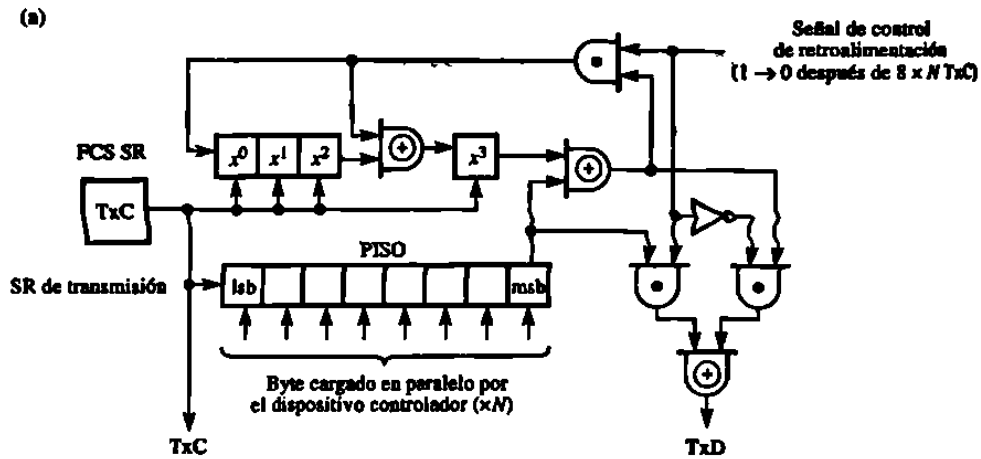 (a)
Señal de control
de retroalimentación
(1 → 0 después de 8 × N TxC)
FCS SR
x⁰ x¹ x² x³
TxC
PISO
SR de transmisión
lsb msb
Byte cargado en paralelo por
el dispositivo controlador (×N)
TxC TxD